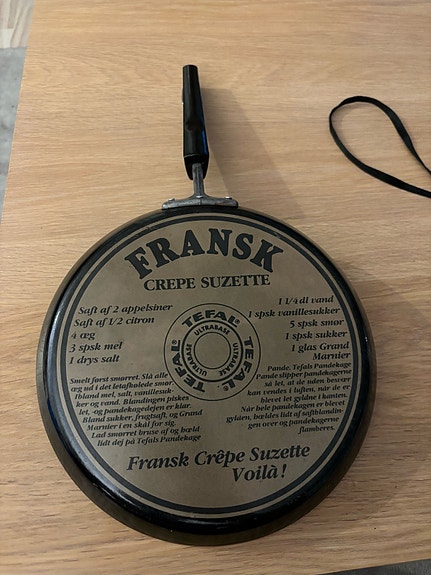 FRANSK
CREPE SUZETTE
Saft af 2 appelsiner
Saft af 1/2 citron
4 æg
3 spsk mel
1 drys salt
1 1/4 dl vand
1 spsk vanillesukker
5 spsk smør
1 spsk sukker
1 glas Grand
Marnier
TEFAL®
ULTRABASE
TEFAL®
ULTRABASE
TEFAL®
ULTRABASE
Smelt først smørret. Slå alle
æg ud i det letafkølede smør.
Ibland mel, salt, vanillesuk-
ker og vand. Blandingen piskes
let, -og pandekagedejen er klar.
Bland sukker, frugtsaft, og Grand
Marnier i en skål for sig.
Lad smørret bruse af og hæld
lidt dej på Tefals Pandekage
Pande. Tefals Pandekage
Pande slipper pandekagerne
så let, at de uden besvær
kan vendes i luften, når de er
blevet let gyldne i kanten.
Når hele pandekagen er blevet
gylden, hældes lidt af saftblandin-
gen over og pandekagerne
flamberes.
Fransk Crêpe Suzette
Voilà!